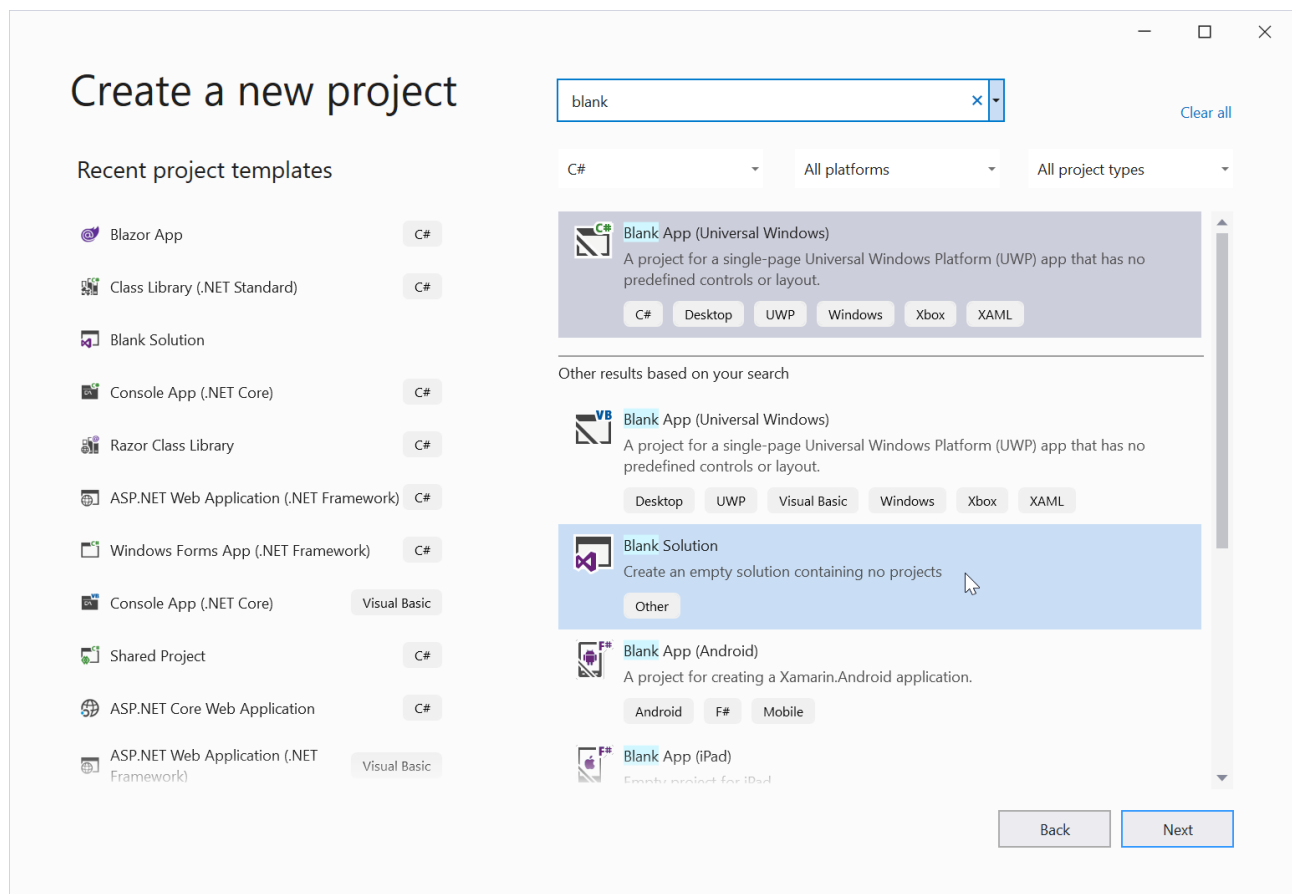 Create a new project
blank
Clear all
Recent project templates
C#
All platforms
All project types
Blazor App
C#
Class Library (.NET Standard)
C#
Blank Solution
Console App (.NET Core)
C#
Razor Class Library
C#
ASP.NET Web Application (.NET Framework)
C#
Windows Forms App (.NET Framework)
C#
Console App (.NET Core)
Visual Basic
Shared Project
C#
ASP.NET Core Web Application
C#
ASP.NET Web Application (.NET
Framework)
Visual Basic
C#
Blank App (Universal Windows)
A project for a single-page Universal Windows Platform (UWP) app that has no
predefined controls or layout.
C# Desktop UWP Windows Xbox XAML
Other results based on your search
VB
Blank App (Universal Windows)
A project for a single-page Universal Windows Platform (UWP) app that has no
predefined controls or layout.
Desktop UWP Visual Basic Windows Xbox XAML
Blank Solution
Create an empty solution containing no projects
Other
F#
Blank App (Android)
A project for creating a Xamarin.Android application.
Android F# Mobile
F#
Blank App (iPad)
Empty project for iPad
Back
Next